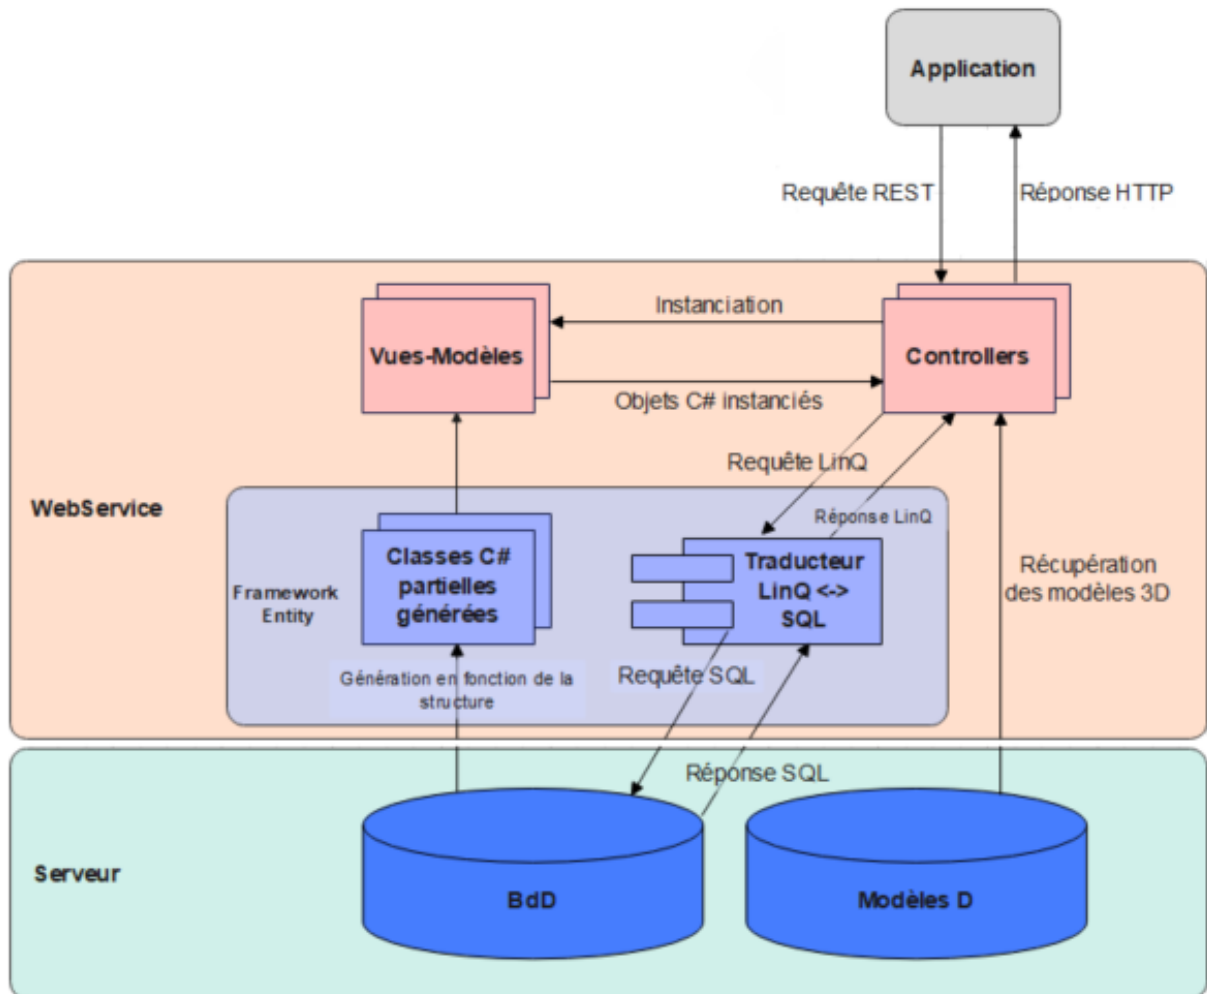 Application
Requête REST
Réponse HTTP
Instanciation
Vues-Modèles
Controllers
Objets C# instanciés
Requête LinQ
WebService
Réponse LinQ
Classes C#
partielles
générées
Traducteur
LinQ <->
SQL
Framework
Entity
Récupération
des modèles 3D
Génération en fonction de la
structure
Requête SQL
Réponse SQL
Serveur
BdD
Modèles D